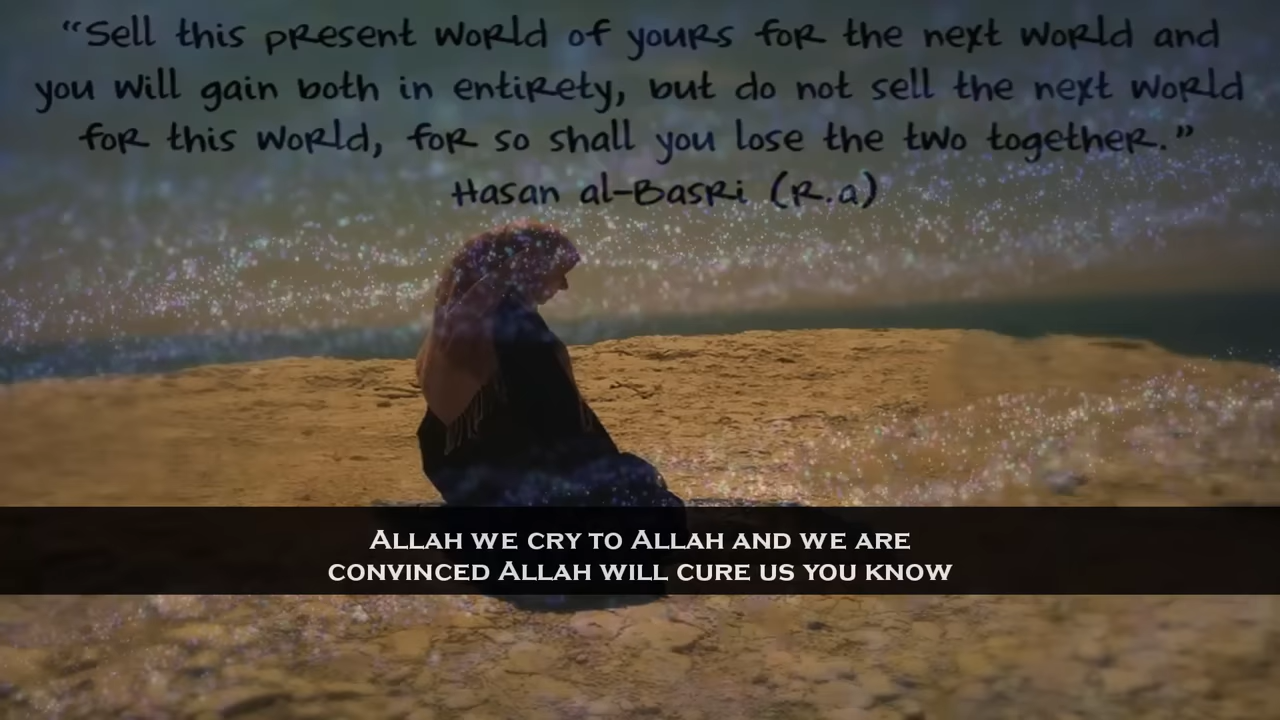 “Sell this present world of yours for the next world and
you will gain both in entirety, but do not sell the next world
for this world, for so shall you lose the two together.”
Hasan al-Basri (R.a)
ALLAH WE CRY TO ALLAH AND WE ARE
CONVINCED ALLAH WILL CURE US YOU KNOW